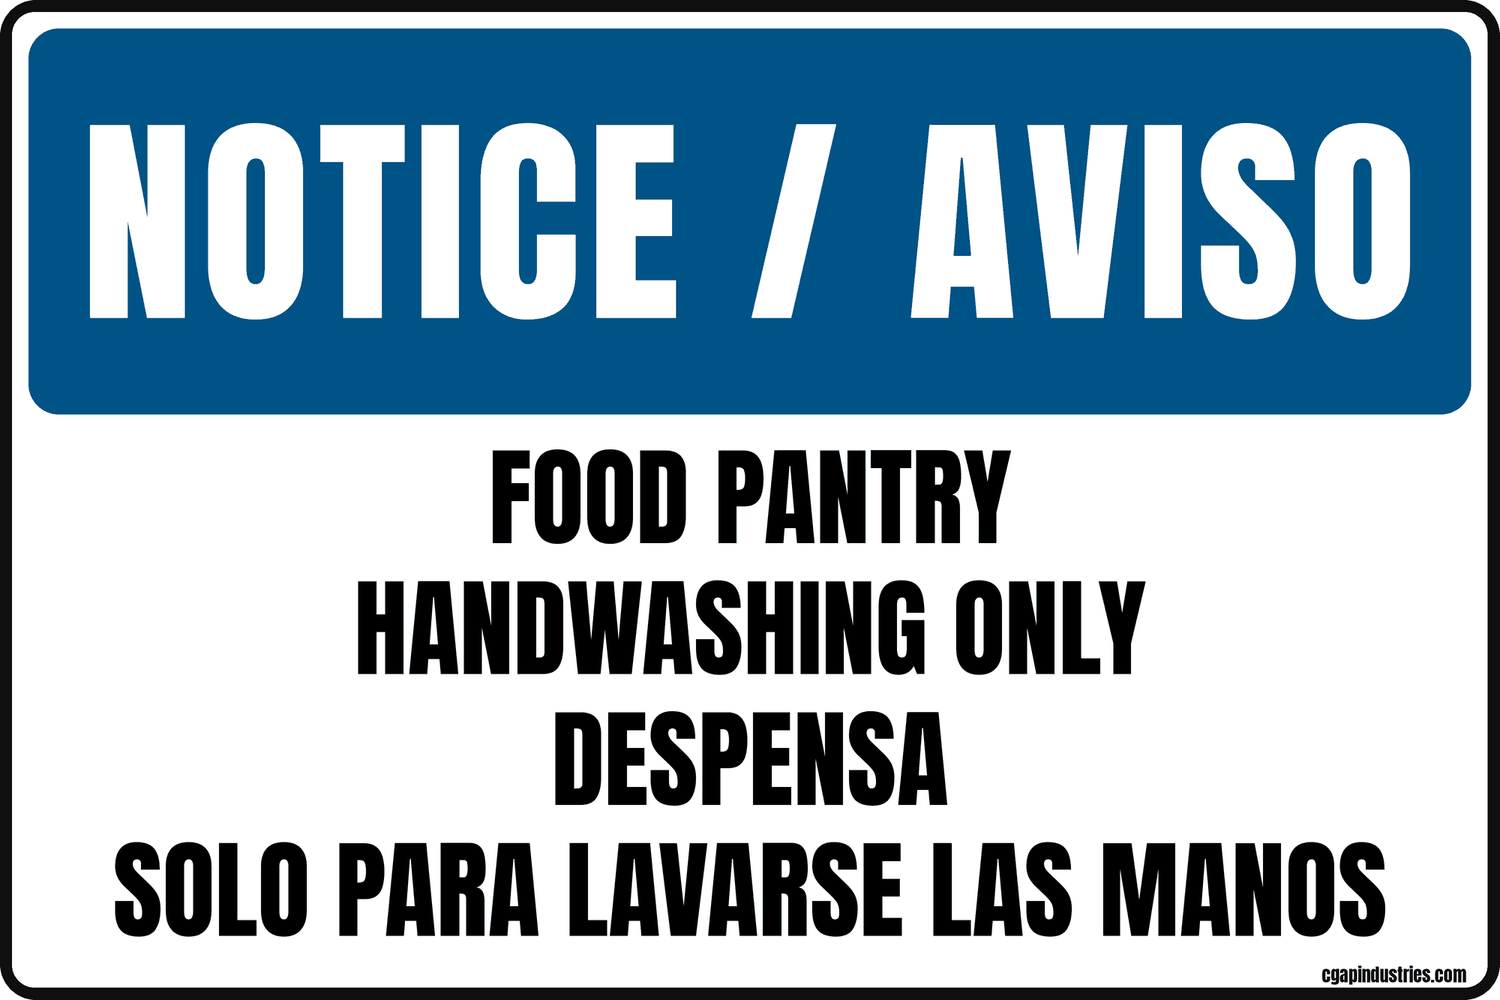 NOTICE / AVISO
FOOD PANTRY
HANDWASHING ONLY
DESPENSA
SOLO PARA LAVARSE LAS MANOS
cgapindustries.com